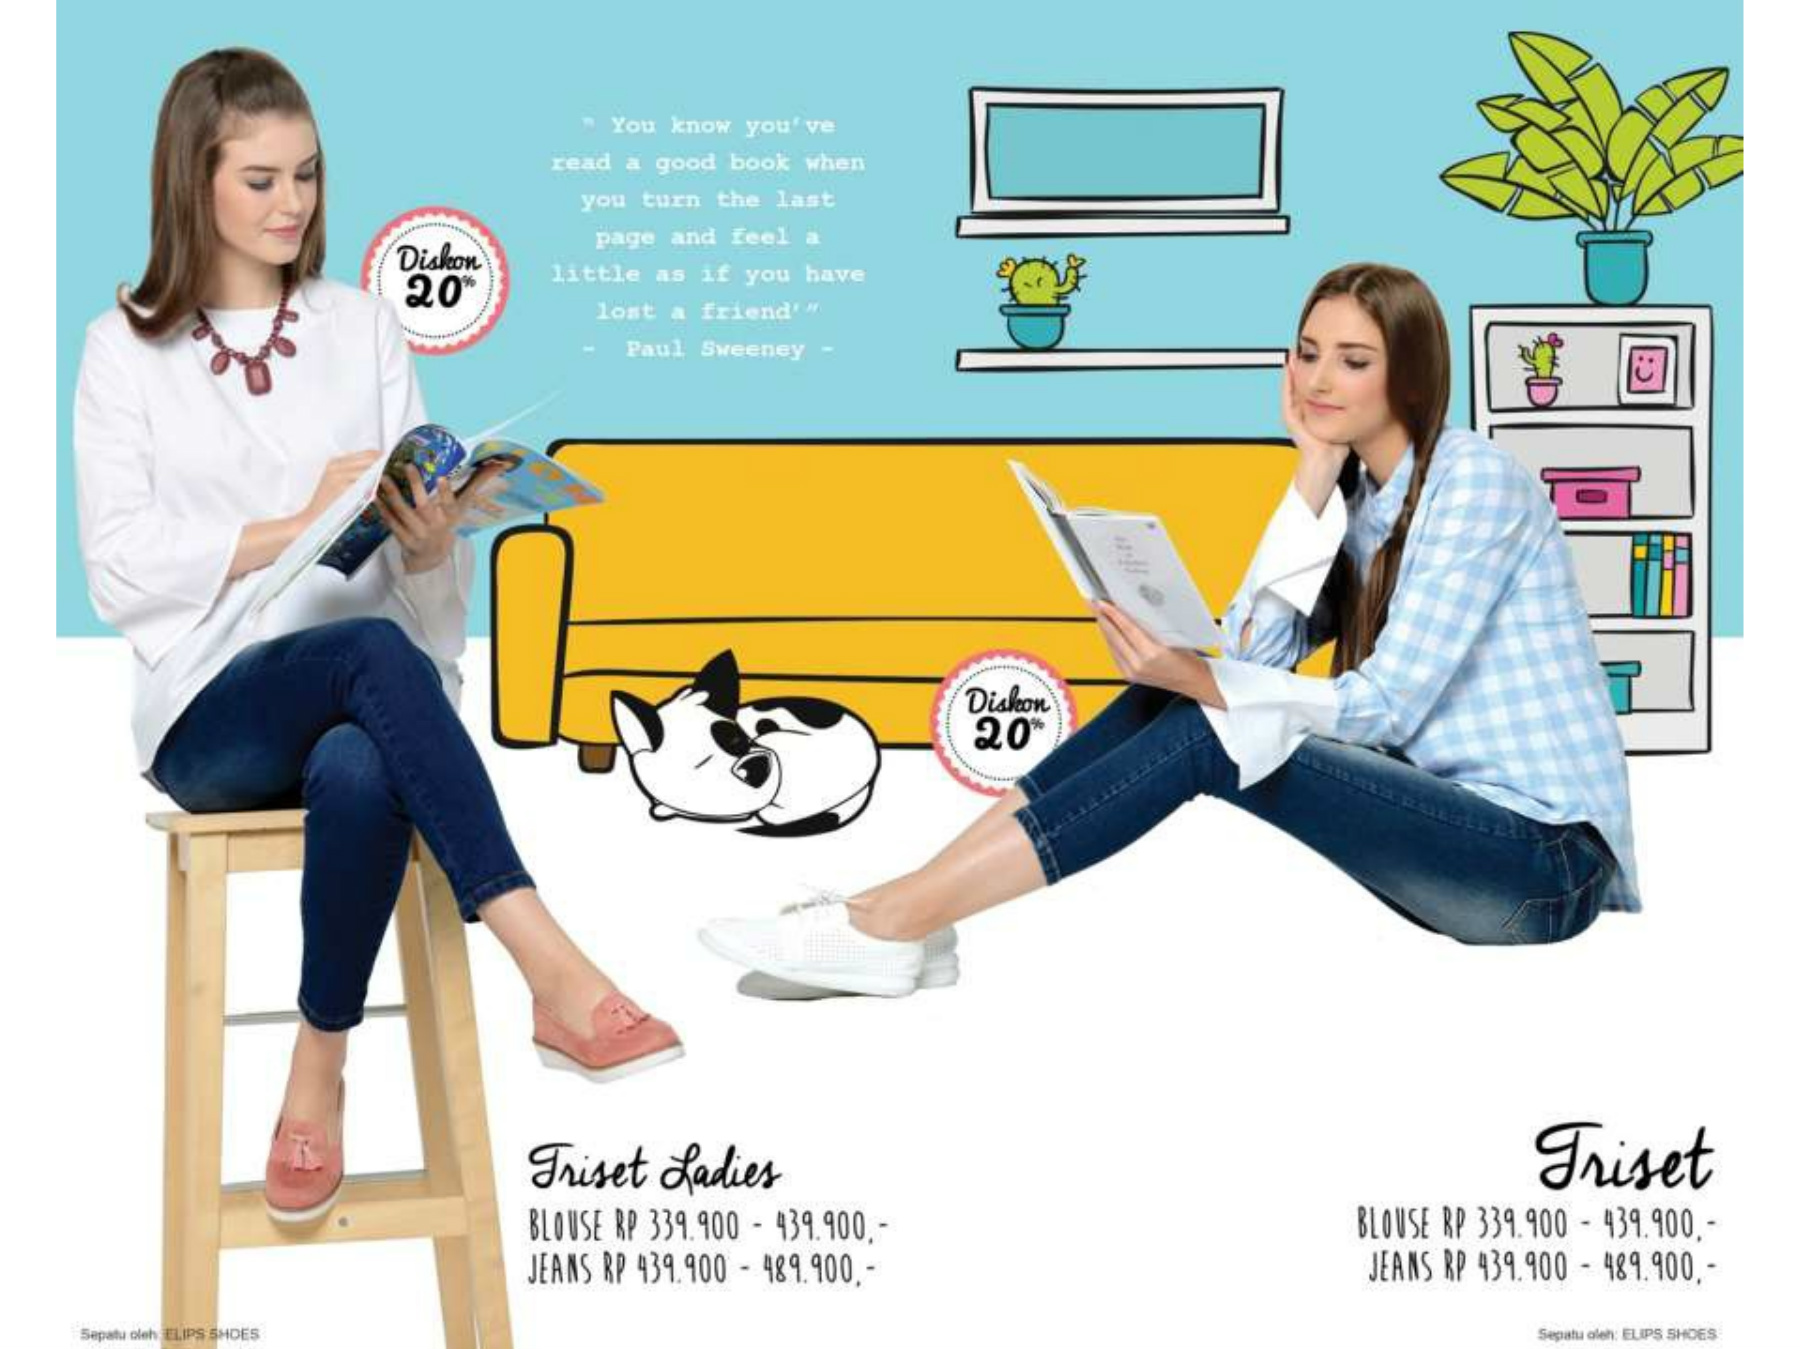 " You know you've
read a good book when
you turn the last
page and feel a
little as if you have
lost a friend'"
- Paul Sweeney -
Diskon
20%
Diskon
20%
Triset Ladies
BLOUSE RP 339.900 - 439.900,-
JEANS RP 439.900 - 489.900,-
Triset
BLOUSE RP 339.900 - 439.900,-
JEANS RP 439.900 - 489.900,-
Sepatu oleh: ELIPS SHOES
Sepatu oleh: ELIPS SHOES